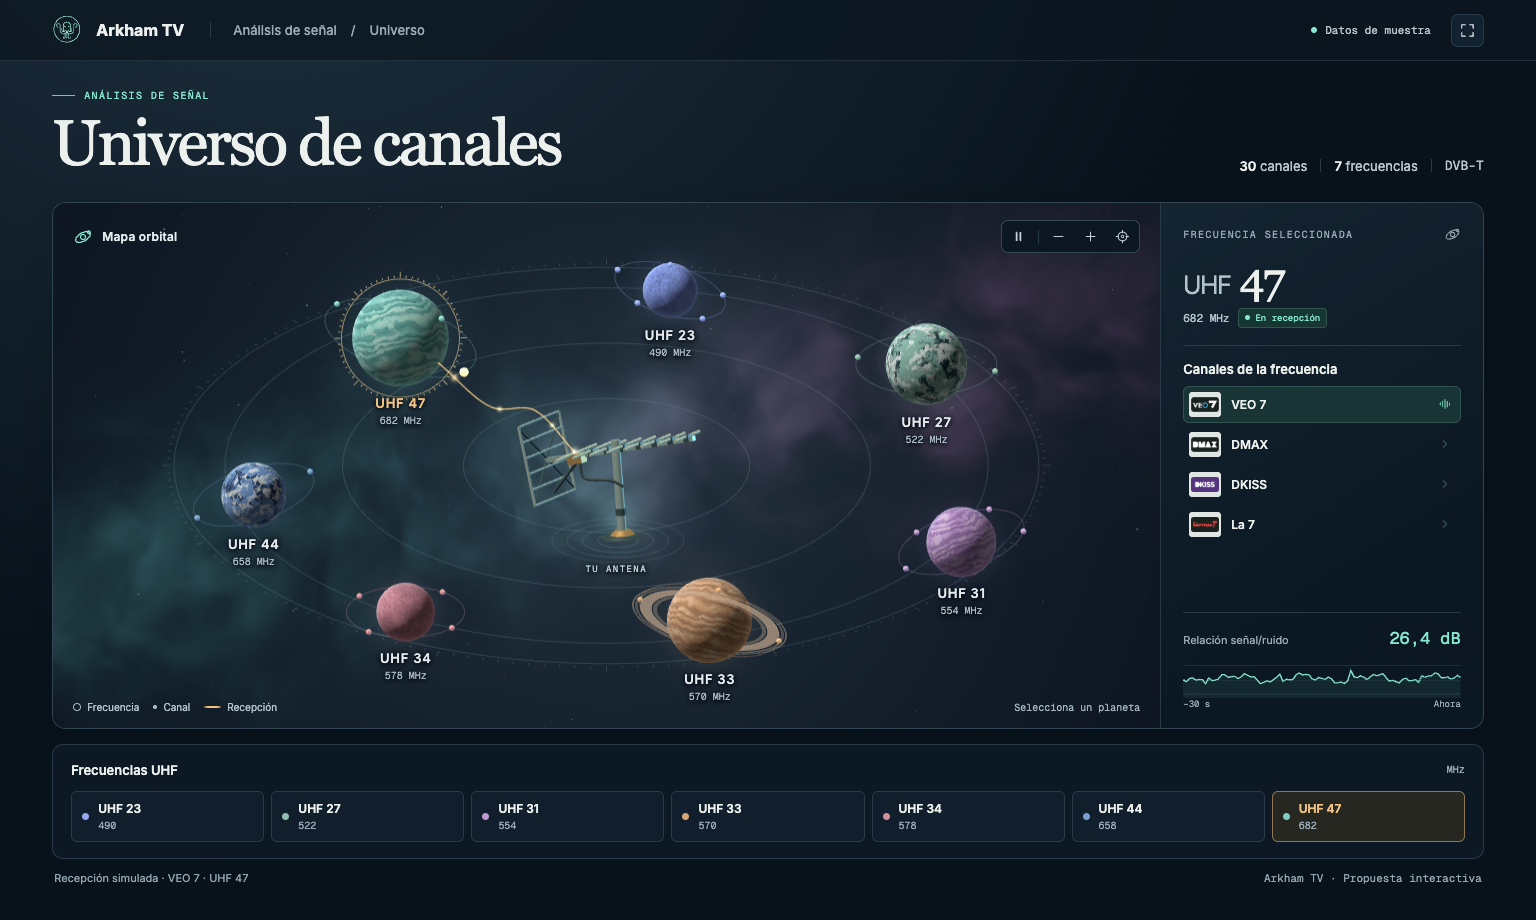 Arkham TV
Análisis de señal / Universo
Datos de muestra
ANÁLISIS DE SEÑAL
Universo de canales
30 canales
7 frecuencias
DVB-T
Mapa orbital
UHF 47
682 MHz
UHF 23
490 MHz
UHF 27
522 MHz
UHF 44
658 MHz
TU ANTENA
UHF 31
554 MHz
UHF 34
578 MHz
UHF 33
570 MHz
Frecuencia
Canal
Recepción
Selecciona un planeta
FRECUENCIA SELECCIONADA
UHF 47
682 MHz
En recepción
Canales de la frecuencia
VEO 7 VEO 7
DMAX DMAX
DKISS DKISS
La 7
Relación señal/ruido
26,4 dB
-30 s
Ahora
Frecuencias UHF
MHz
UHF 23
490
UHF 27
522
UHF 31
554
UHF 33
570
UHF 34
578
UHF 44
658
UHF 47
682
Recepción simulada · VEO 7 · UHF 47
Arkham TV · Propuesta interactiva